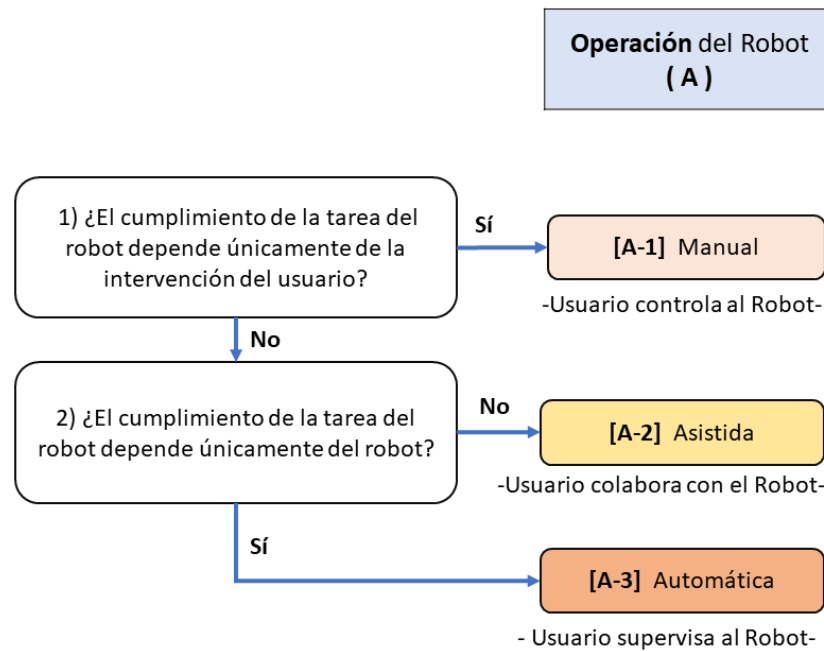 Operación del Robot
( A )
1) ¿El cumplimiento de la tarea del
robot depende únicamente de la
intervención del usuario?
Sí
[A-1] Manual
-Usuario controla al Robot-
No
2) ¿El cumplimiento de la tarea del
robot depende únicamente del robot?
No
[A-2] Asistida
-Usuario colabora con el Robot-
Sí
[A-3] Automática
- Usuario supervisa al Robot-